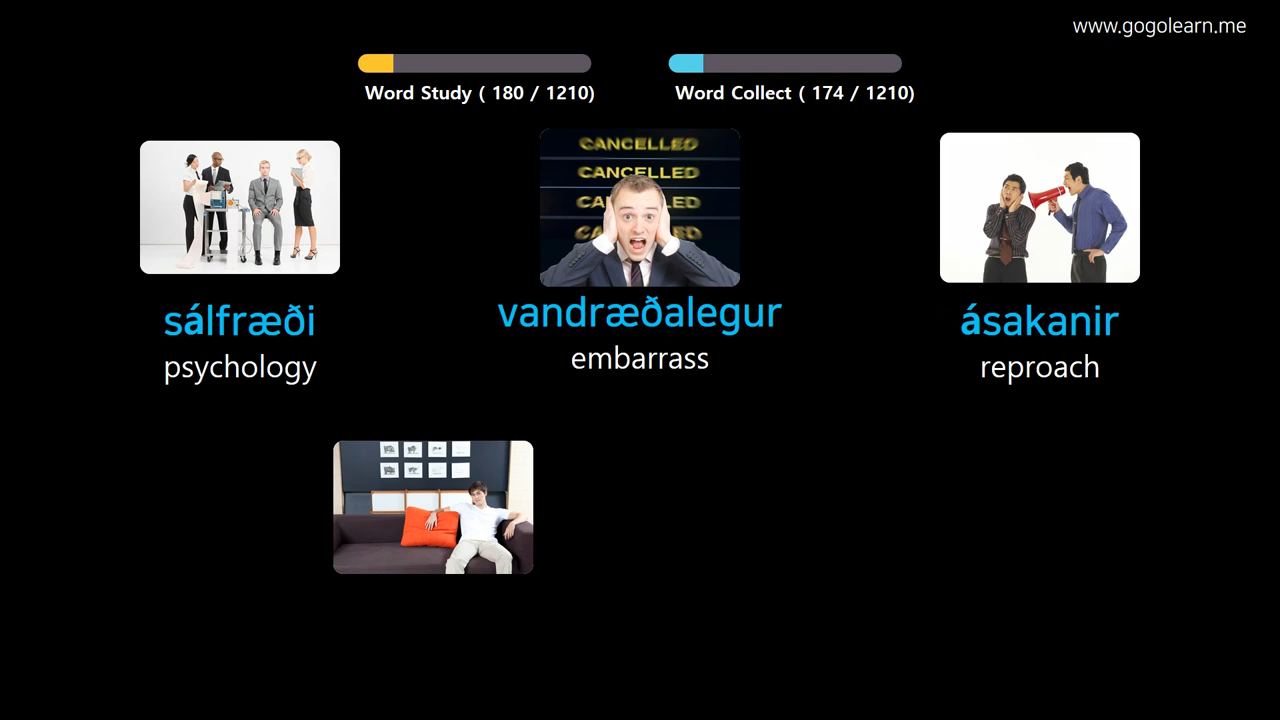 www.gogolearn.me
Word Study ( 180 / 1210)
Word Collect ( 174 / 1210)
CANCELLED
CANCELLED
sálfræði
vandræðalegur
ásakanir
psychology
embarrass
reproach